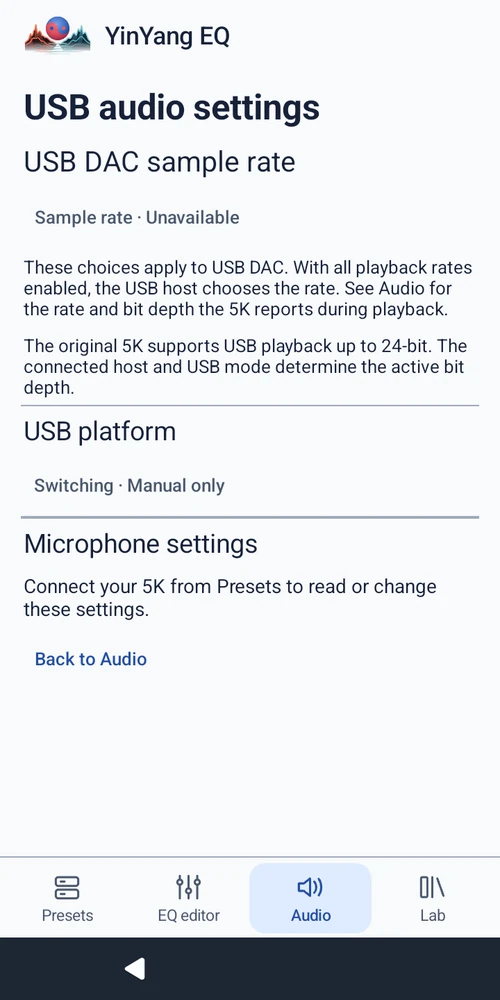 YinYang EQ
USB audio settings
USB DAC sample rate
Sample rate · Unavailable
These choices apply to USB DAC. With all playback rates
enabled, the USB host chooses the rate. See Audio for
the rate and bit depth the 5K reports during playback.
The original 5K supports USB playback up to 24-bit. The
connected host and USB mode determine the active bit
depth.
USB platform
Switching · Manual only
Microphone settings
Connect your 5K from Presets to read or change
these settings.
Back to Audio
Presets
EQ editor
Audio
Lab